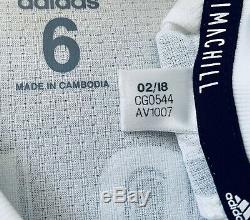 adidas
6
MADE IN CAMBODIA
02/18
CG0544
AV1007
IMACHILL
adidas